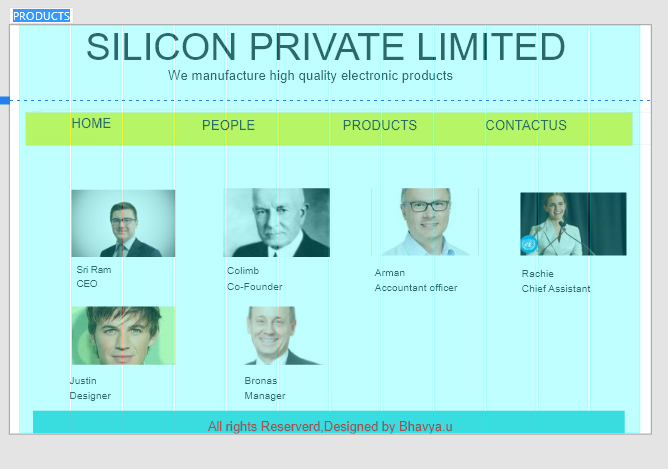 PRODUCTS
SILICON PRIVATE LIMITED
We manufacture high quality electronic products
HOME PEOPLE PRODUCTS CONTACTUS
Sri Ram
CEO
Colimb
Co-Founder
Arman
Accountant officer
Rachie
Chief Assistant
Justin
Designer
Bronas
Manager
All rights Reserverd,Designed by Bhavya.u